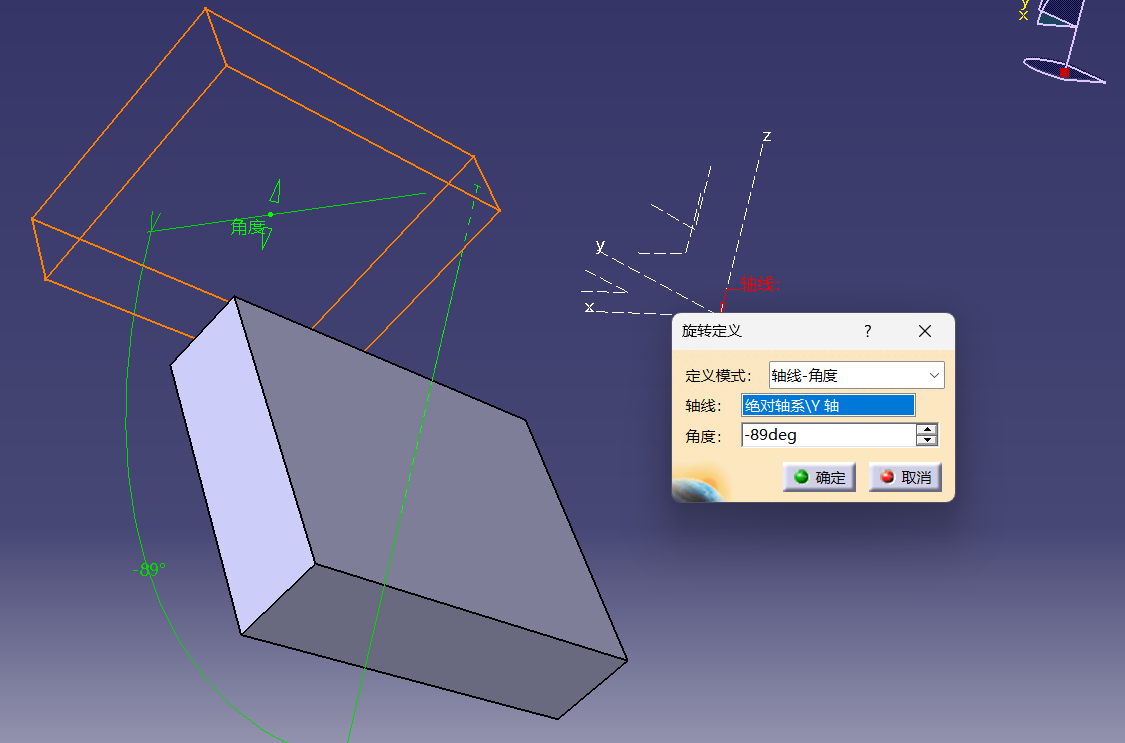 y
x
z
角度
y
轴线:
x
旋转定义
?
定义模式: 轴线-角度
轴线: 绝对轴系\Y 轴
角度: -89deg
确定 取消
-89°